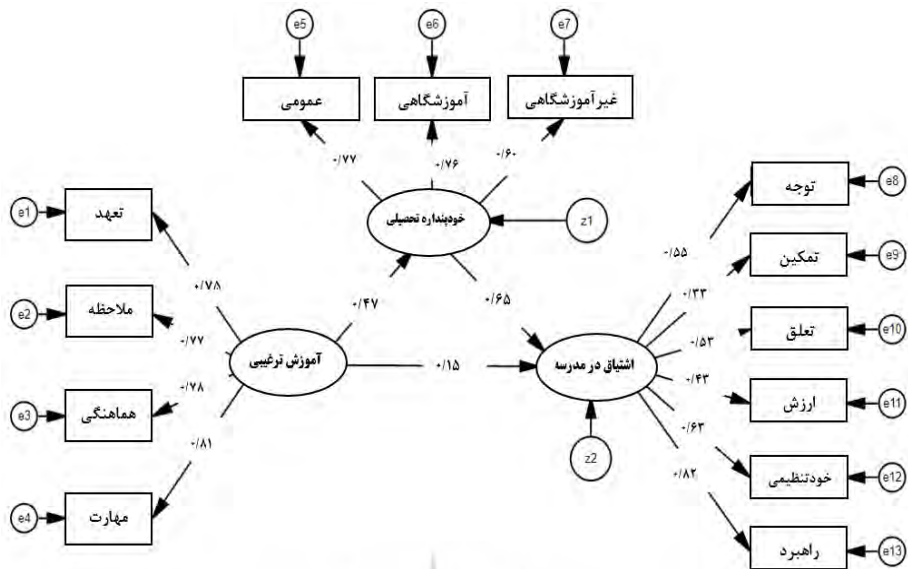 e5
e6
e7
عمومی
آموزشگاهی
غیرآموزشگاهی
۰/۷۷
۰/۷۶
۰/۶۰
خودپنداره تحصیلی
z1
e1
تعهد
e2
ملاحظه
e3
هماهنگی
e4
مهارت
۰/۷۸
۰/۷۷
۰/۷۸
۰/۸۱
آموزش ترغیبی
۰/۴۷
۰/۶۵
۰/۱۵
اشتیاق در مدرسه
z2
۰/۵۵
۰/۳۳
۰/۵۳
۰/۴۳
۰/۶۳
۰/۸۲
توجه
e8
تمکین
e9
تعلق
e10
ارزش
e11
خودتنظیمی
e12
راهبرد
e13